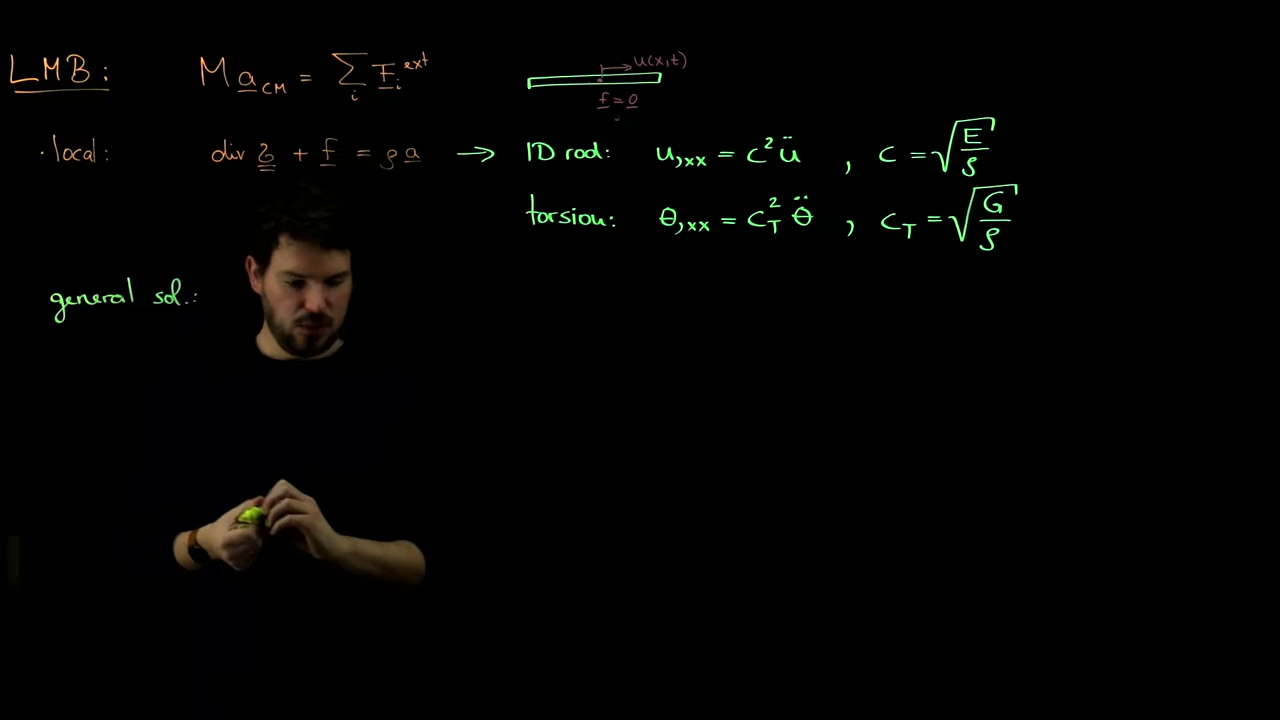 LMB: M a_CM = Σ_i F_i^ext
u(x,t)
f = 0
· local: div σ + f = ρ a → 1D rod: u,xx = c² ü , c = √(E/ρ)
torsion: θ,xx = c_T² θ̈ , c_T = √(G/ρ)
general sol.: